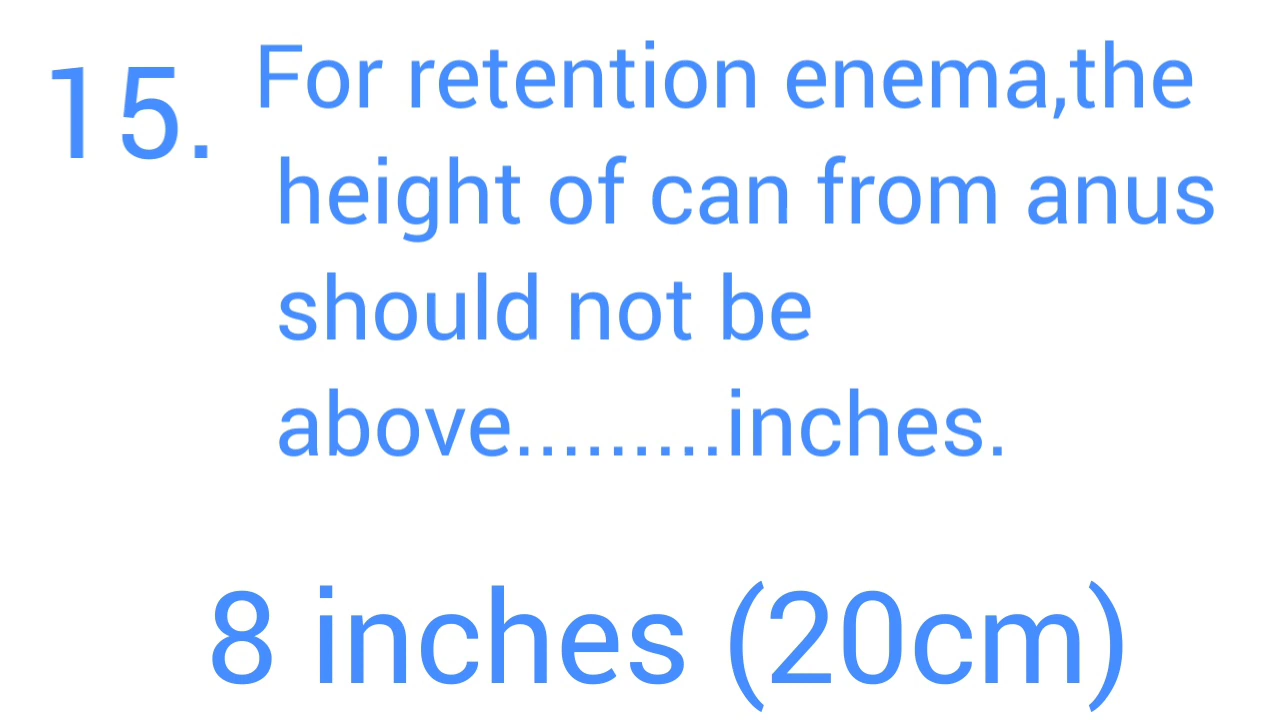 15. For retention enema,the
height of can from anus
should not be
above.........inches.
8 inches (20cm)